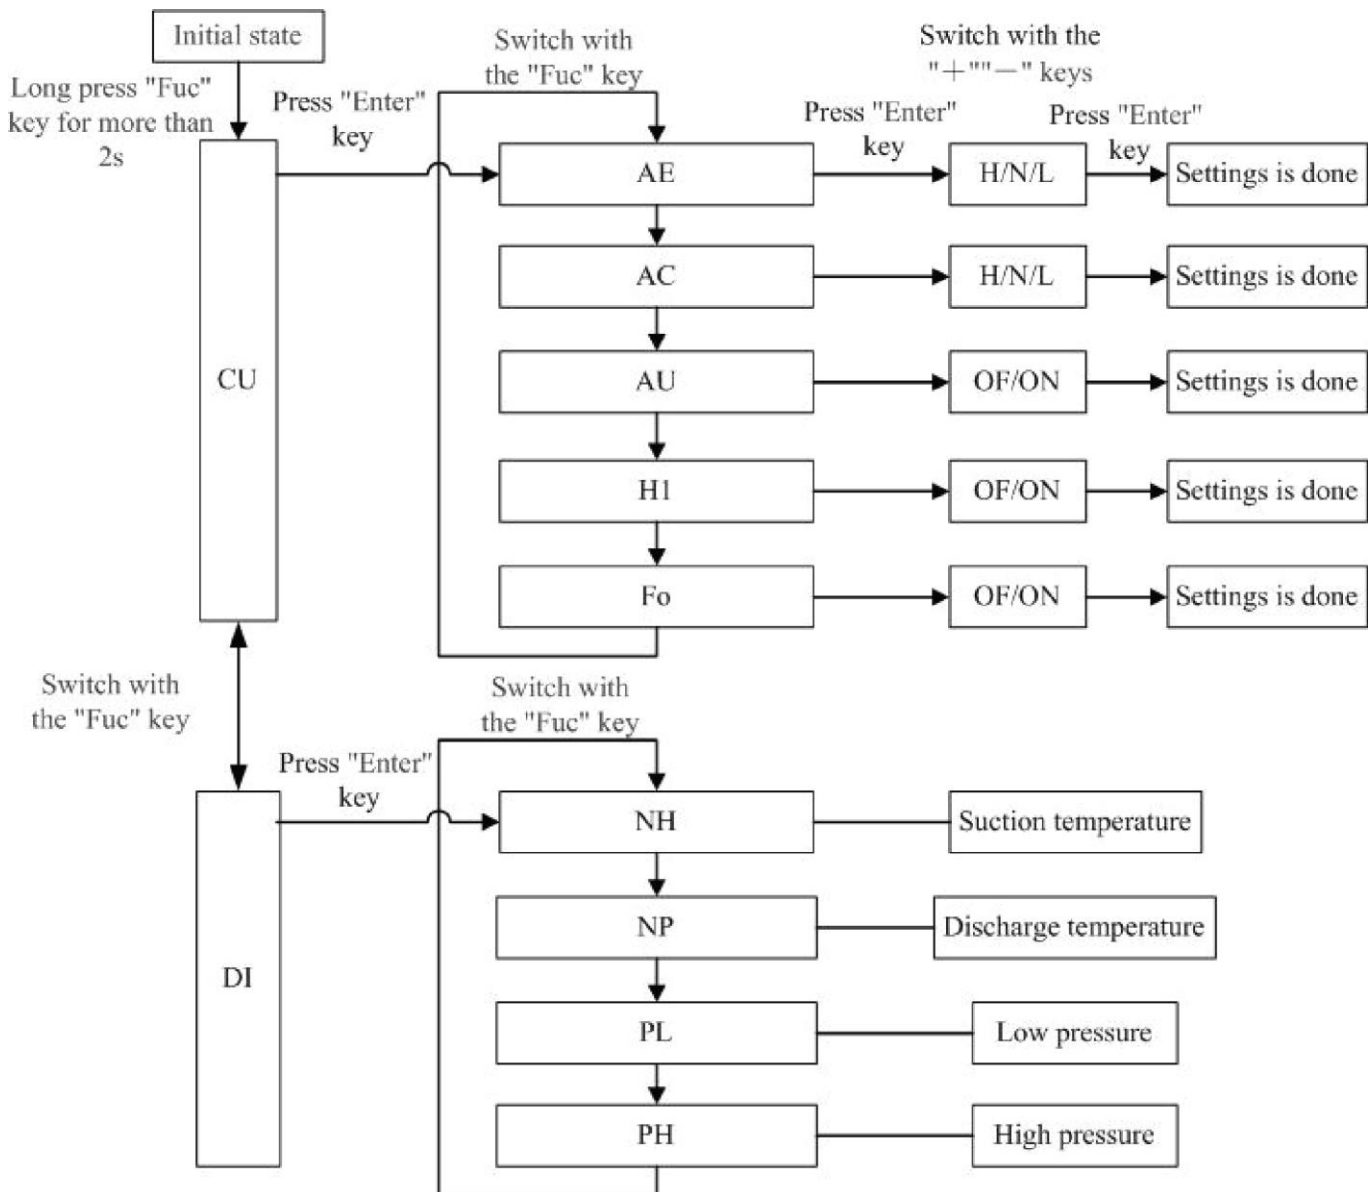 Initial state
Long press "Fuc"
key for more than
2s
Press "Enter"
key
Switch with
the "Fuc" key
Switch with the
"+""−" keys
Press "Enter"
key
Press "Enter"
key
CU
AE
H/N/L
Settings is done
AC
H/N/L
Settings is done
AU
OF/ON
Settings is done
H1
OF/ON
Settings is done
Fo
OF/ON
Settings is done
Switch with
the "Fuc" key
Switch with
the "Fuc" key
Press "Enter"
key
DI
NH
Suction temperature
NP
Discharge temperature
PL
Low pressure
PH
High pressure